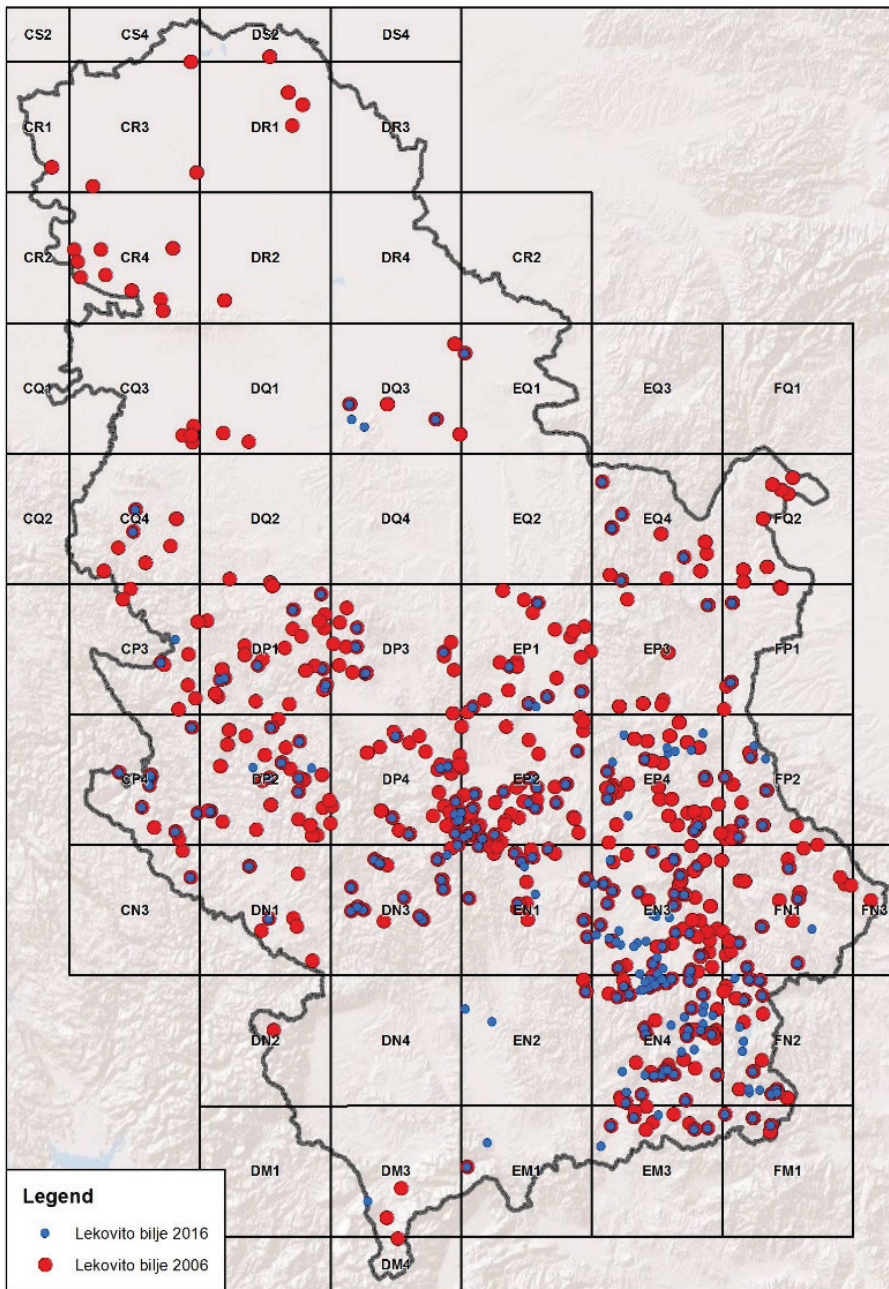 CS2 CS4 DS2 DS4
CR1 CR3 DR1 DR3
CR2 CR4 DR2 DR4 CR2
CQ1 CQ3 DQ1 DQ3 EQ1 EQ3 FQ1
CQ2 CQ4 DQ2 DQ4 EQ2 EQ4 FQ2
CP3 DP1 DP3 EP1 EP3 FP1
CP4 DP2 DP4 EP2 EP4 FP2
CN3 DN1 DN3 EN1 EN3 FN1 FN3
DN2 DN4 EN2 EN4 FN2
DM1 DM3 EM1 EM3 FM1
DM4
Legend
Lekovito bilje 2016
Lekovito bilje 2006